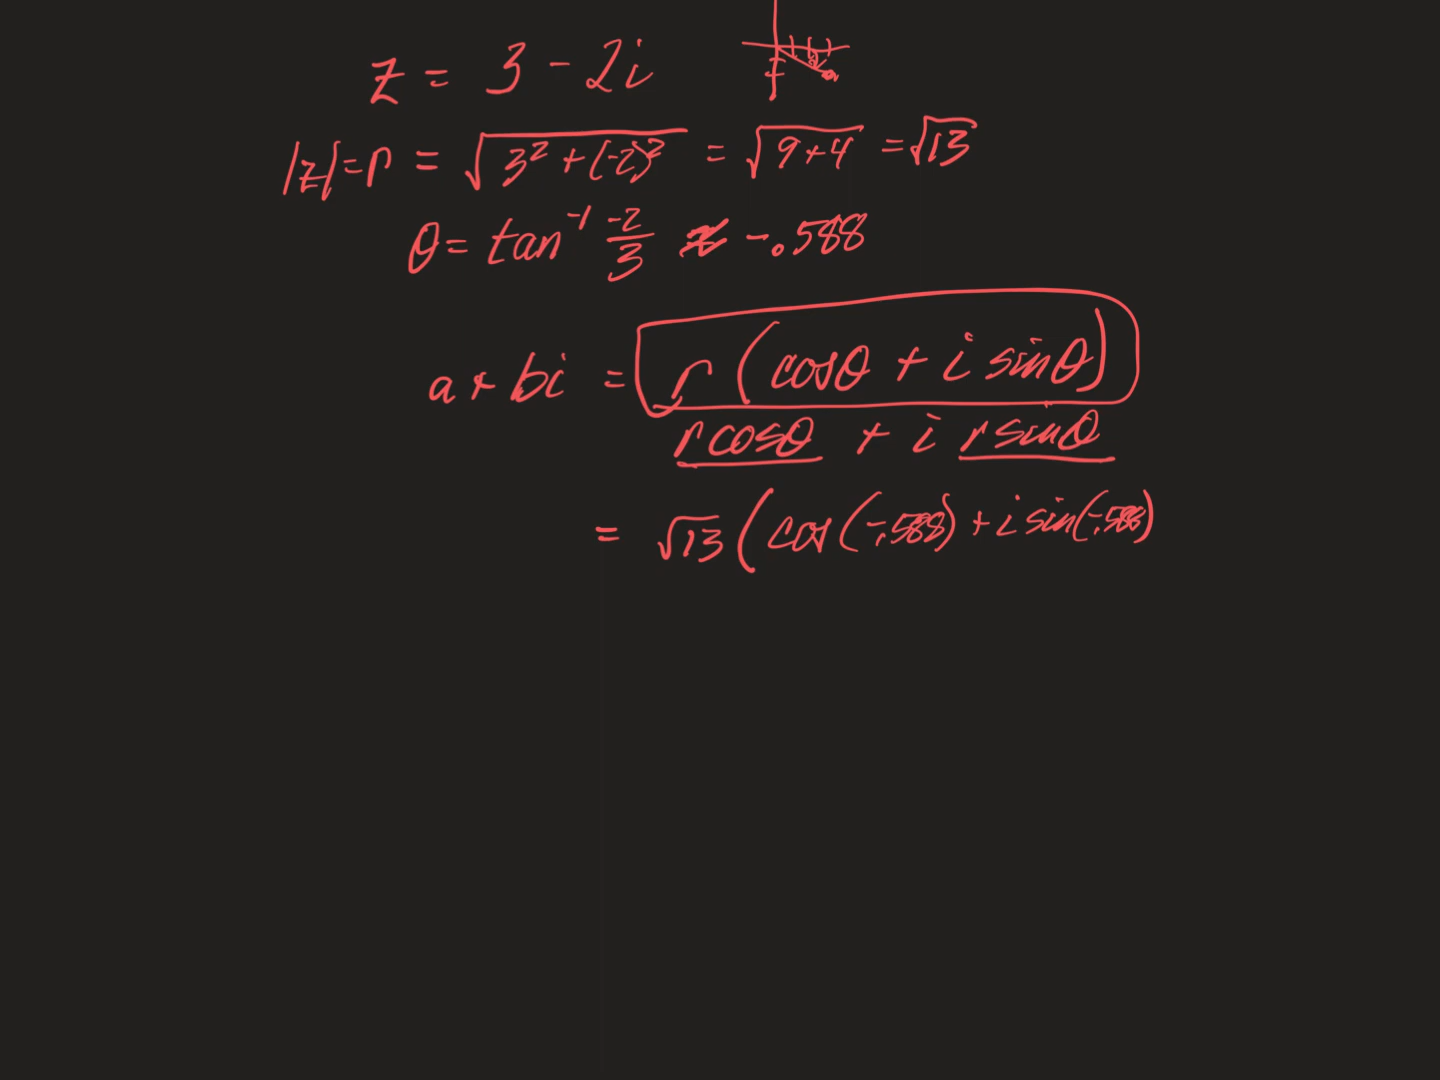 z = 3 - 2i
|z| = r = √(3² + (-2)²) = √(9+4) = √13
θ = tan⁻¹ -2/3 ≈ -.588
a + bi = r (cosθ + i sinθ)
r cosθ + i r sinθ
= √13 (cos(-.588) + i sin(-.588)